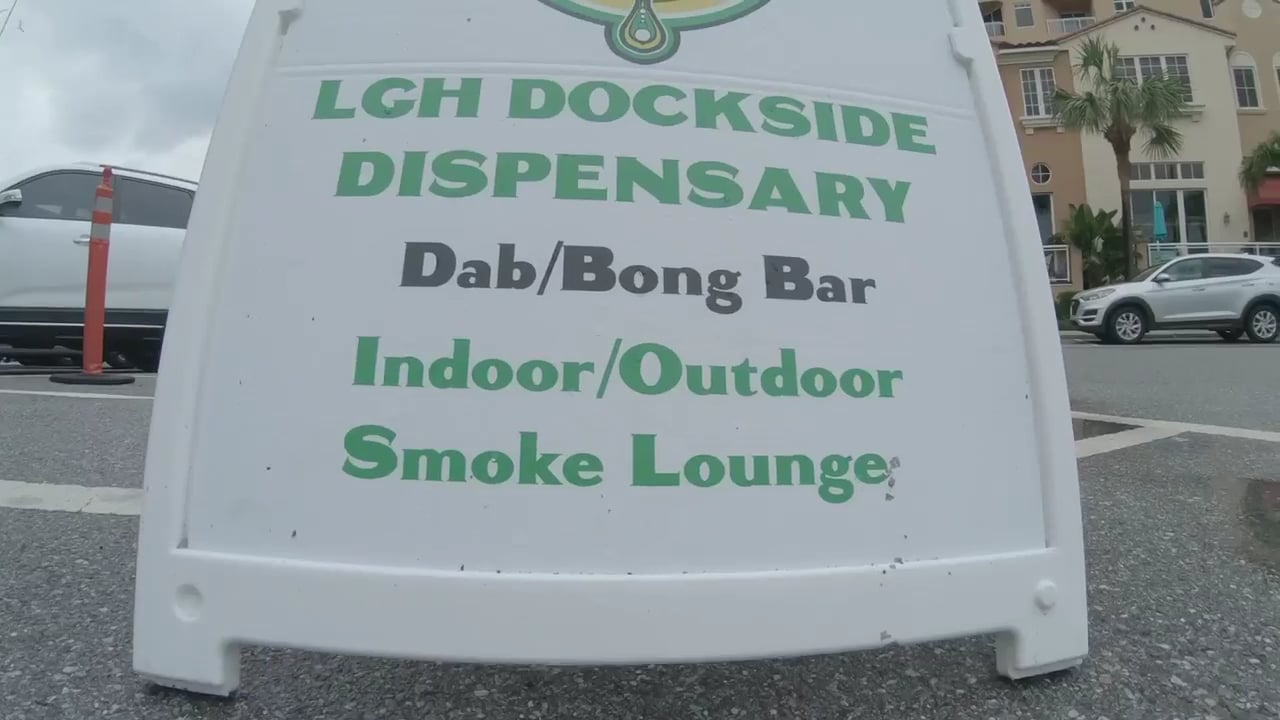 LGH DOCKSIDE
DISPENSARY
Dab/Bong Bar
Indoor/Outdoor
Smoke Lounge